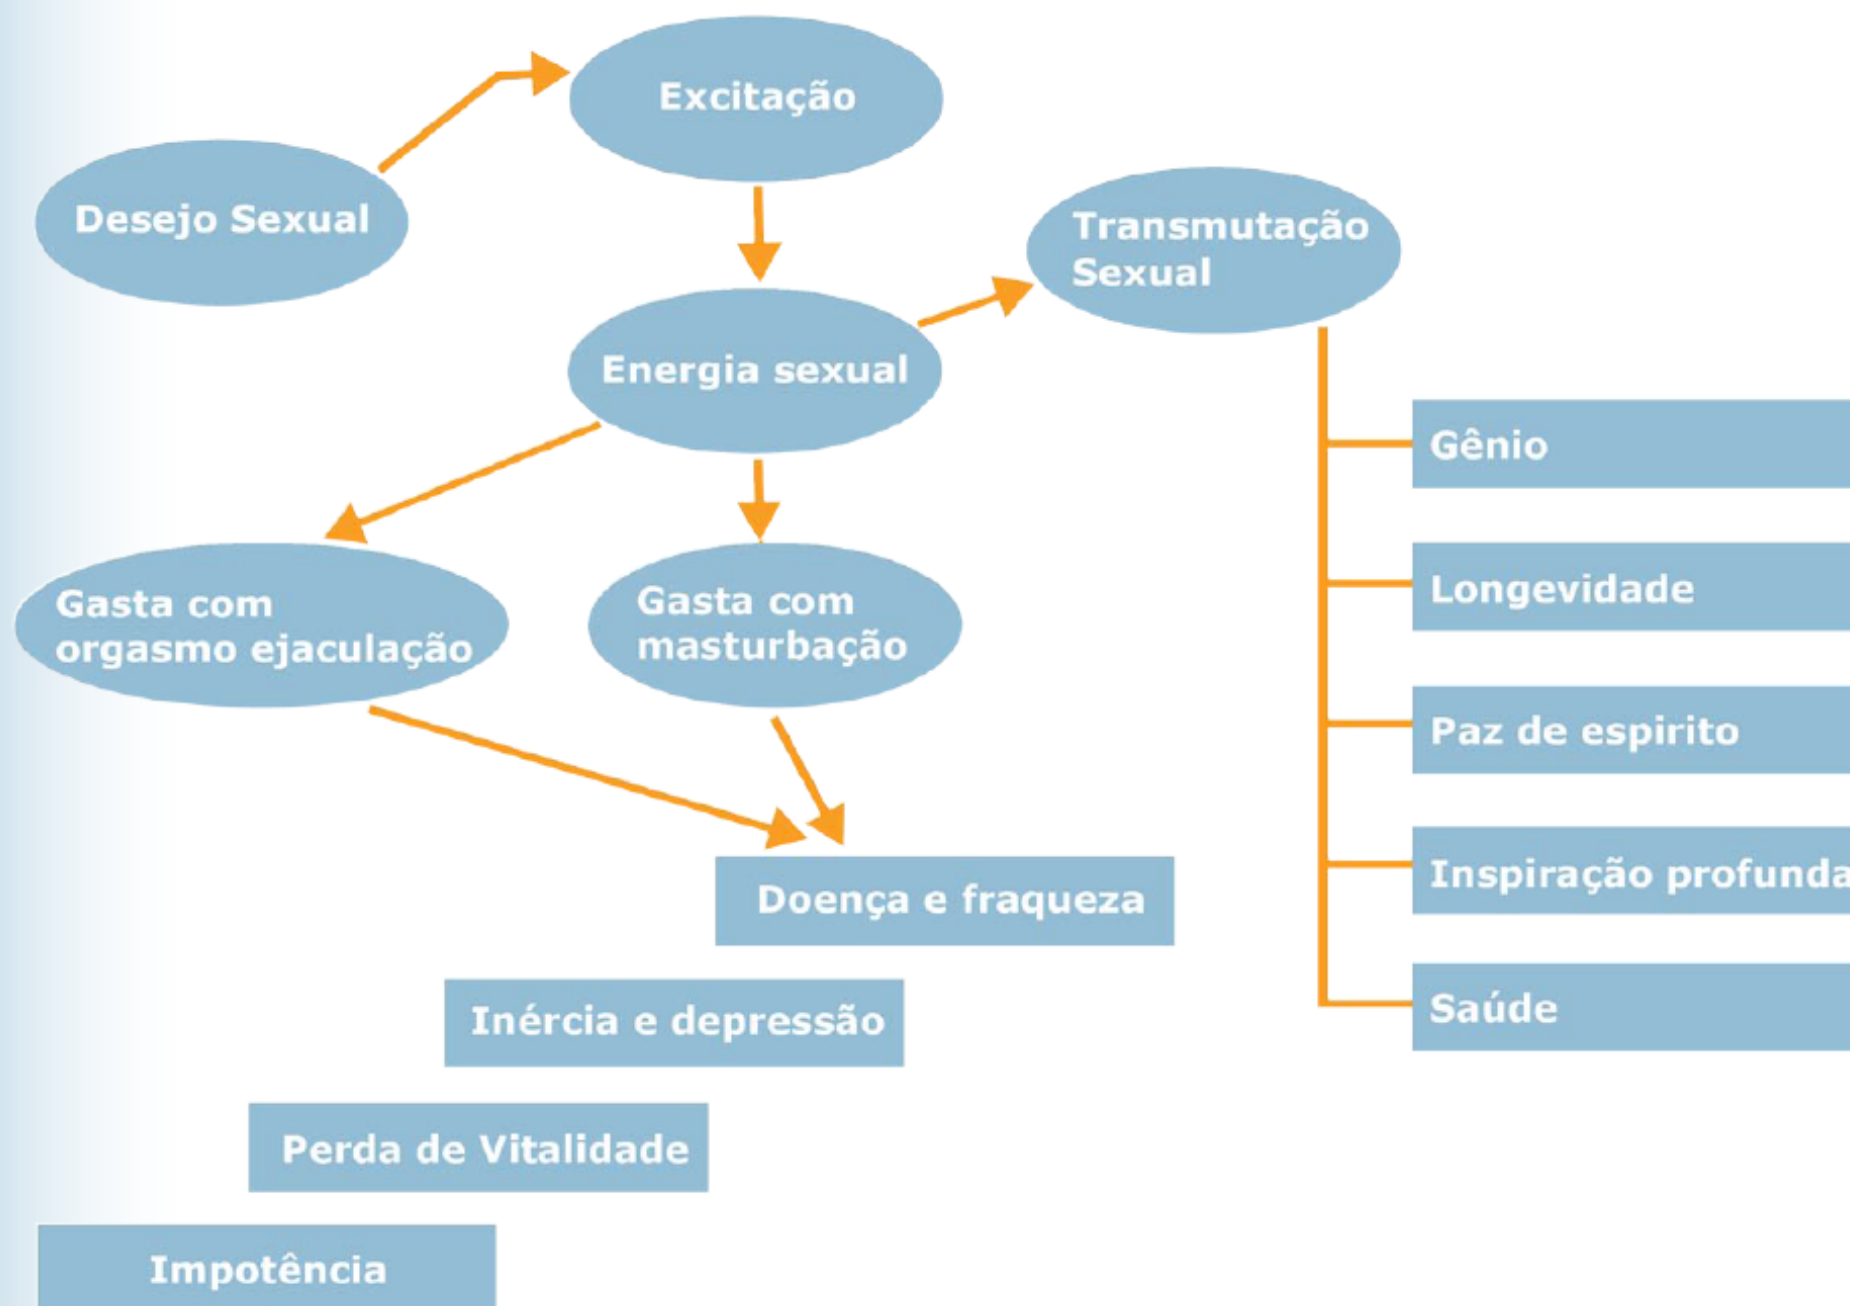 Excitação
Desejo Sexual
Transmutação
Sexual
Energia sexual
Gênio
Longevidade
Gasta com
orgasmo ejaculação
Gasta com
masturbação
Paz de espirito
Inspiração profunda
Doença e fraqueza
Saúde
Inércia e depressão
Perda de Vitalidade
Impotência